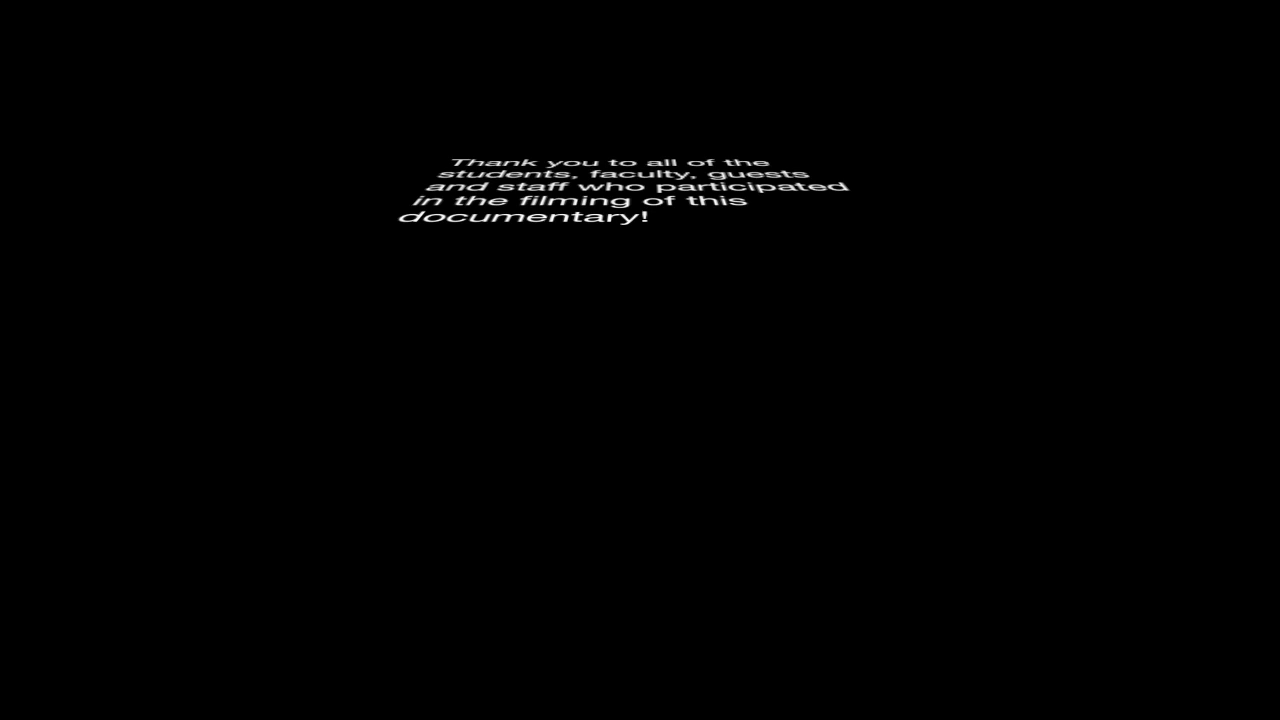 Thank you to all of the
students, faculty, guests
and staff who participated
in the filming of this
documentary!